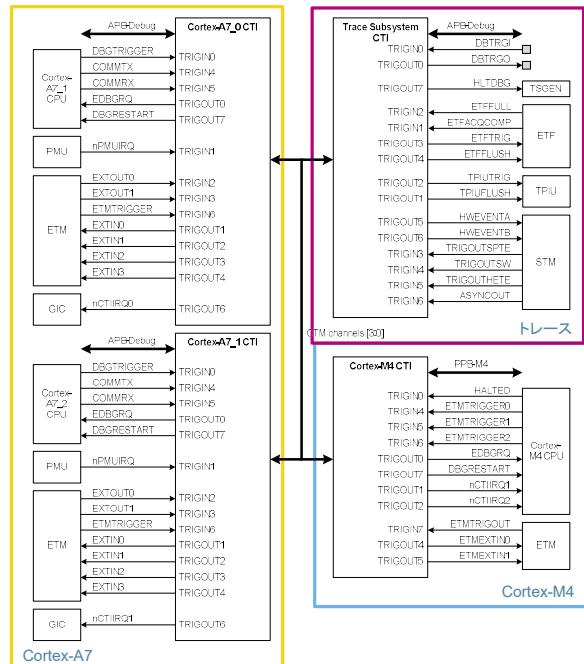 APB-Debug
Cortex-A7_0 CTI
DBGTRIGGER
TRIGIN0
COMMTX
TRIGIN4
COMMRX
TRIGIN5
EDBGRQ
TRIGOUT0
DBGRESTART
TRIGOUT7
Cortex-
A7_1
CPU
PMU
nPMUIRQ
TRIGIN1
EXTOUT0
TRIGIN2
EXTOUT1
TRIGIN3
ETMTRIGGER
TRIGIN6
EXTIN0
TRIGOUT1
EXTIN1
TRIGOUT2
EXTIN2
TRIGOUT3
EXTIN3
TRIGOUT4
ETM
GIC
nCTIIRQ0
TRIGOUT6
APB-Debug
Cortex-A7_1 CTI
DBGTRIGGER
TRIGIN0
COMMTX
TRIGIN4
COMMRX
TRIGIN5
EDBGRQ
TRIGOUT0
DBGRESTART
TRIGOUT7
Cortex-
A7_2
CPU
PMU
nPMUIRQ
TRIGIN1
EXTOUT0
TRIGIN2
EXTOUT1
TRIGIN3
ETMTRIGGER
TRIGIN6
EXTIN0
TRIGOUT1
EXTIN1
TRIGOUT2
EXTIN2
TRIGOUT3
EXTIN3
TRIGOUT4
ETM
GIC
nCTIIRQ1
TRIGOUT6
Cortex-A7
Trace Subsystem
CTI
APB-Debug
TRIGIN0
DBTRGI
TRIGOUT0
DBTRGO
TRIGOUT7
HLTDBG
TSGEN
TRIGIN2
ETFFULL
TRIGIN1
ETFACQCOMP
TRIGOUT3
ETFTRIG
TRIGOUT4
ETFFLUSH
ETF
TRIGOUT2
TPIUTRIG
TRIGOUT1
TPIUFLUSH
TPIU
TRIGOUT5
HWEVENTA
TRIGOUT6
HWEVENTB
TRIGIN3
TRIGOUTSPTE
TRIGIN4
TRIGOUTSW
TRIGIN5
TRIGOUTHETE
TRIGIN6
ASYNCOUT
STM
トレース
CTM channels [3:0]
Cortex-M4 CTI
PPB-M4
TRIGIN0
HALTED
TRIGIN4
ETMTRIGGER0
TRIGIN5
ETMTRIGGER1
TRIGIN6
ETMTRIGGER2
TRIGOUT0
EDBGRQ
TRIGOUT7
DBGRESTART
TRIGOUT1
nCTIIRQ1
TRIGOUT2
nCTIIRQ2
Cortex-
M4 CPU
TRIGIN7
ETMTRIGOUT
TRIGOUT4
ETMEXTIN0
TRIGOUT5
ETMEXTIN1
ETM
Cortex-M4